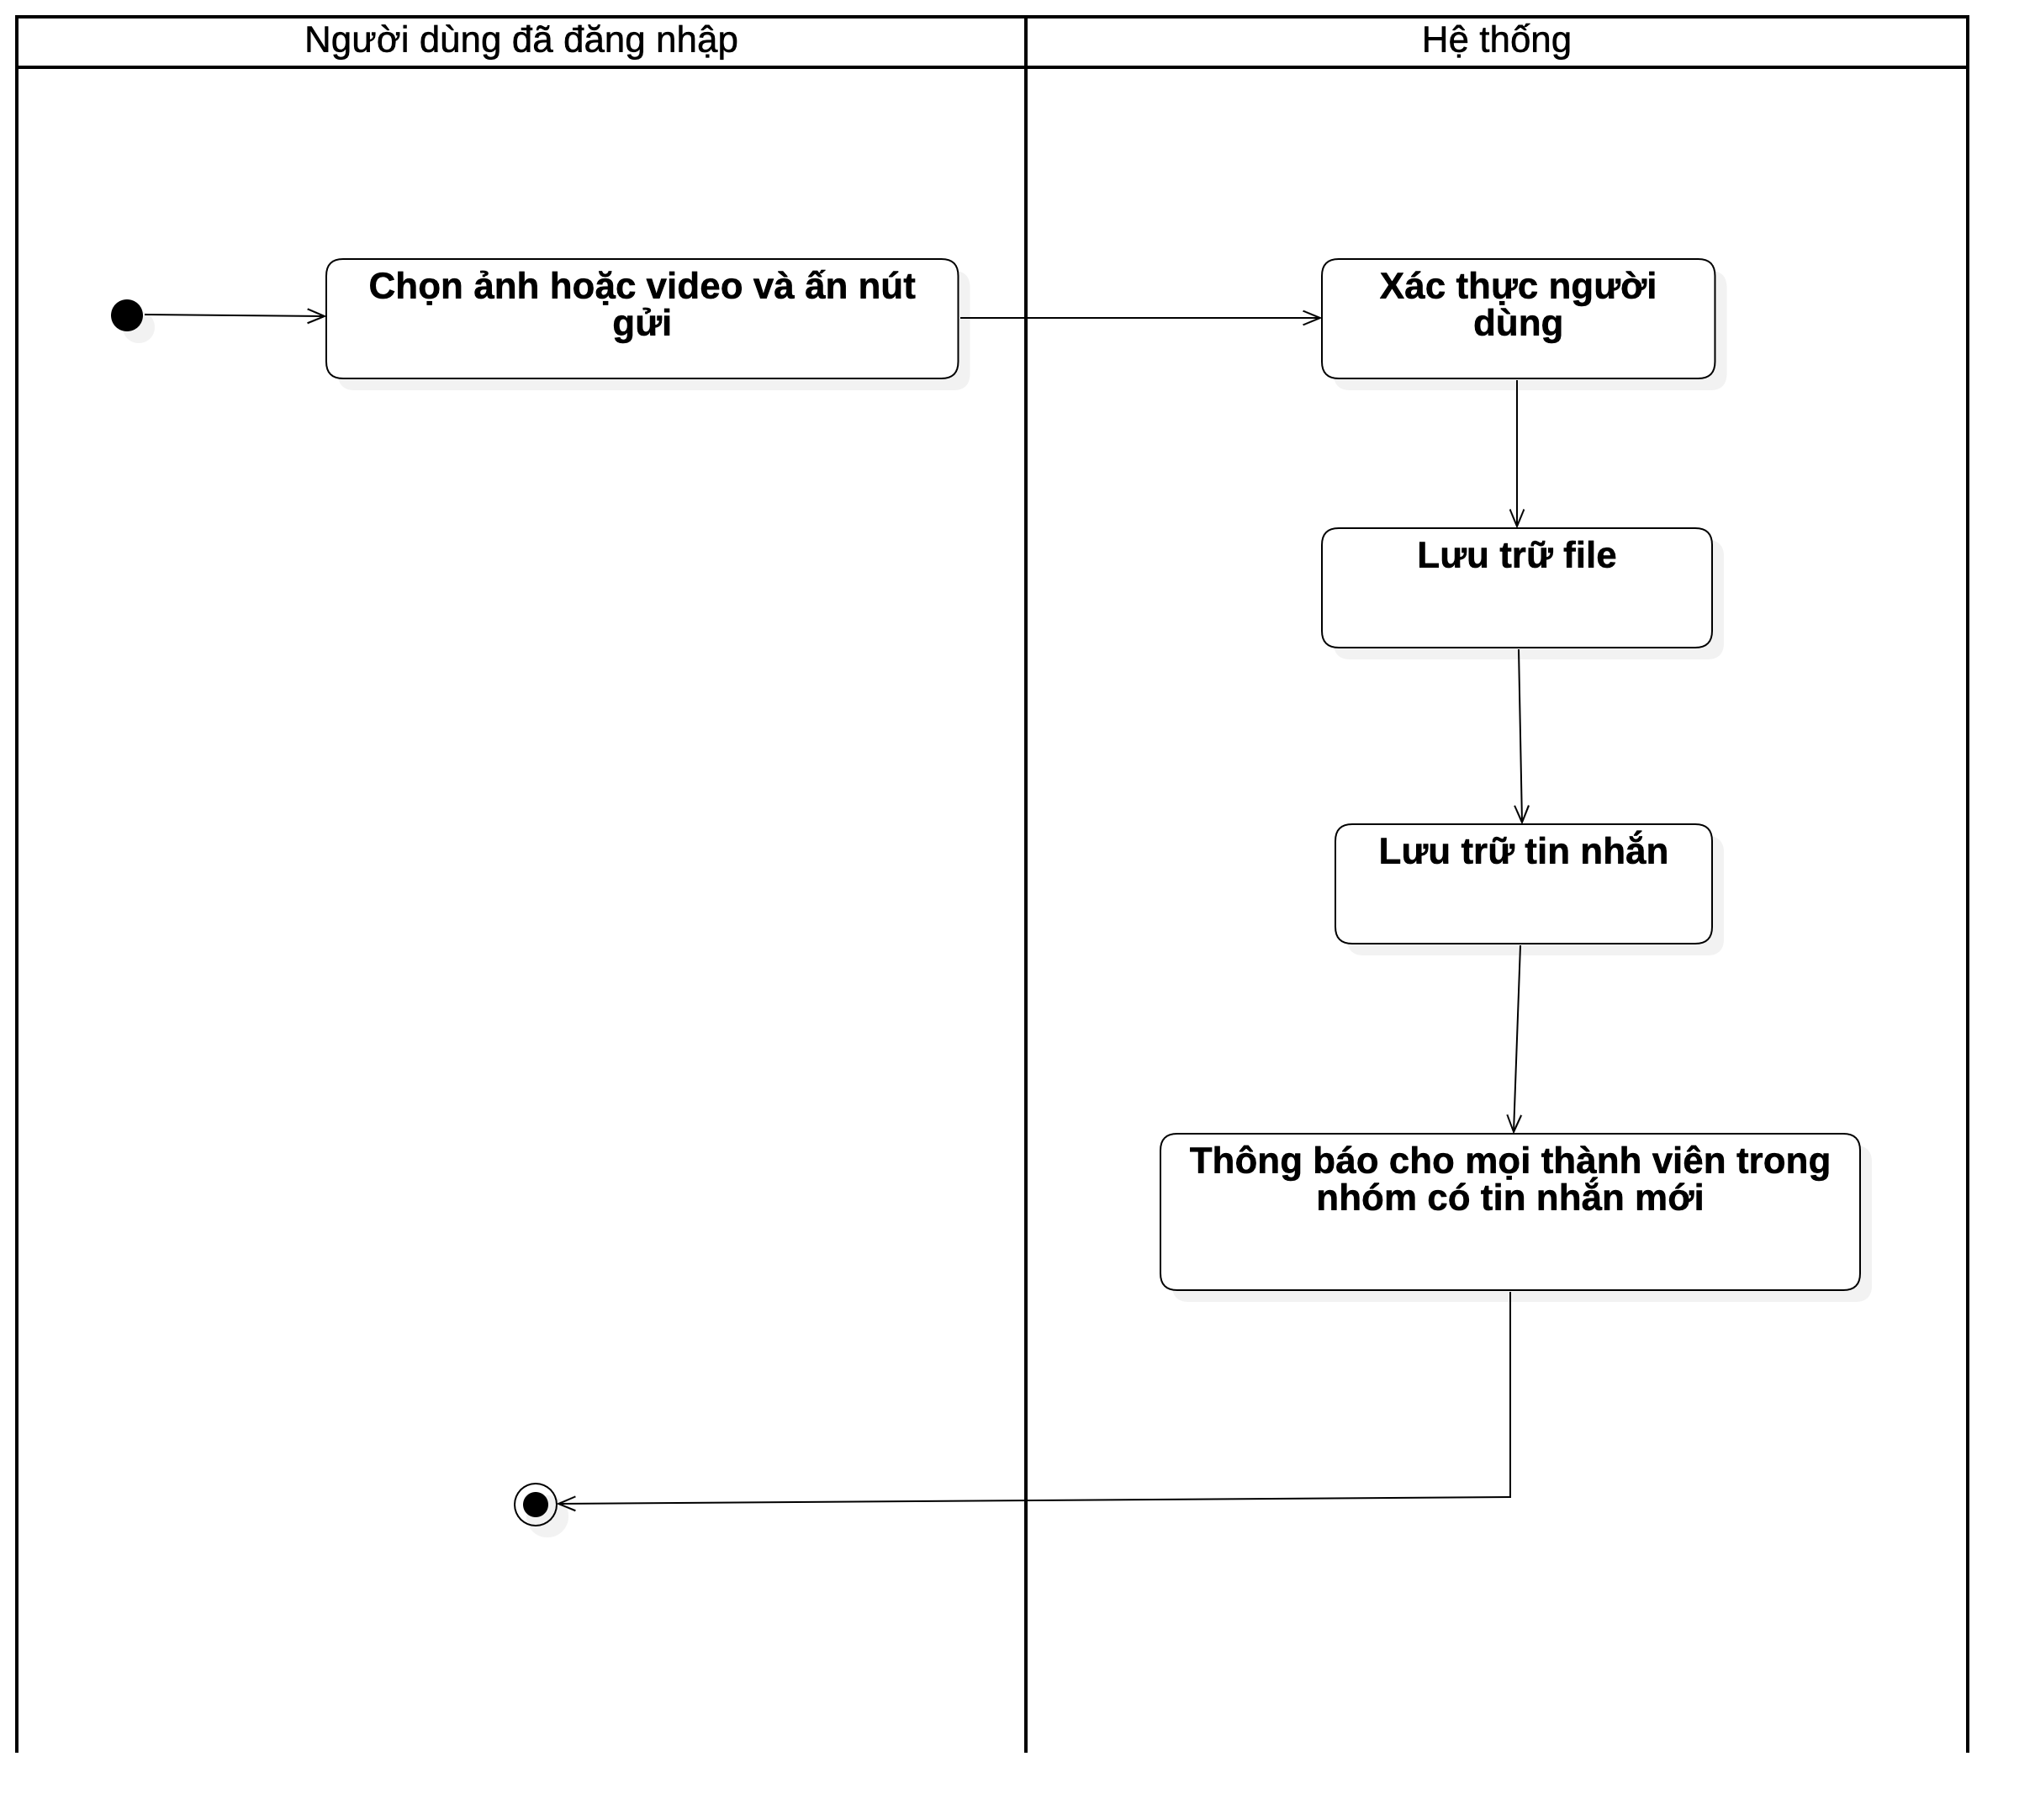 Người dùng đã đăng nhập
Hệ thống
Chọn ảnh hoặc video và ấn nút
gửi
Xác thực người
dùng
Lưu trữ file
Lưu trữ tin nhắn
Thông báo cho mọi thành viên trong
nhóm có tin nhắn mới